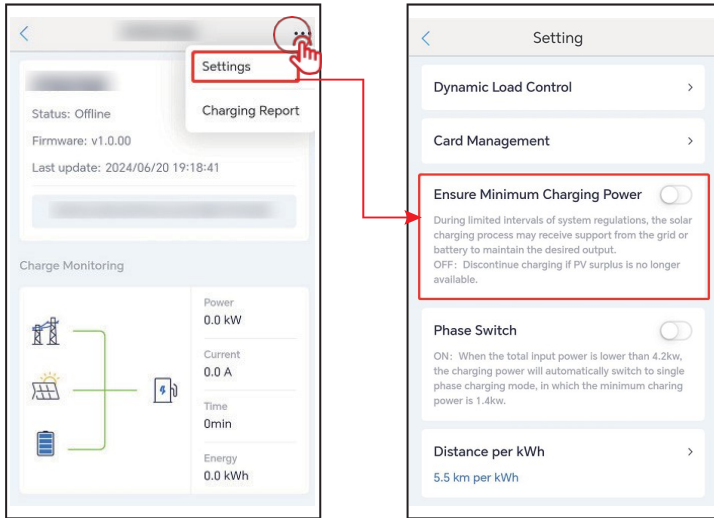 Settings
Charging Report
Status: Offline
Firmware: v1.0.00
Last update: 2024/06/20 19:18:41
Charge Monitoring
Power
0.0 kW
Current
0.0 A
Time
0min
Energy
0.0 kWh
Setting
Dynamic Load Control
Card Management
Ensure Minimum Charging Power
During limited intervals of system regulations, the solar
charging process may receive support from the grid or
battery to maintain the desired output.
OFF: Discontinue charging if PV surplus is no longer
available.
Phase Switch
ON: When the total input power is lower than 4.2kw,
the charging power will automatically switch to single
phase charging mode, in which the minimum charing
power is 1.4kw.
Distance per kWh
5.5 km per kWh